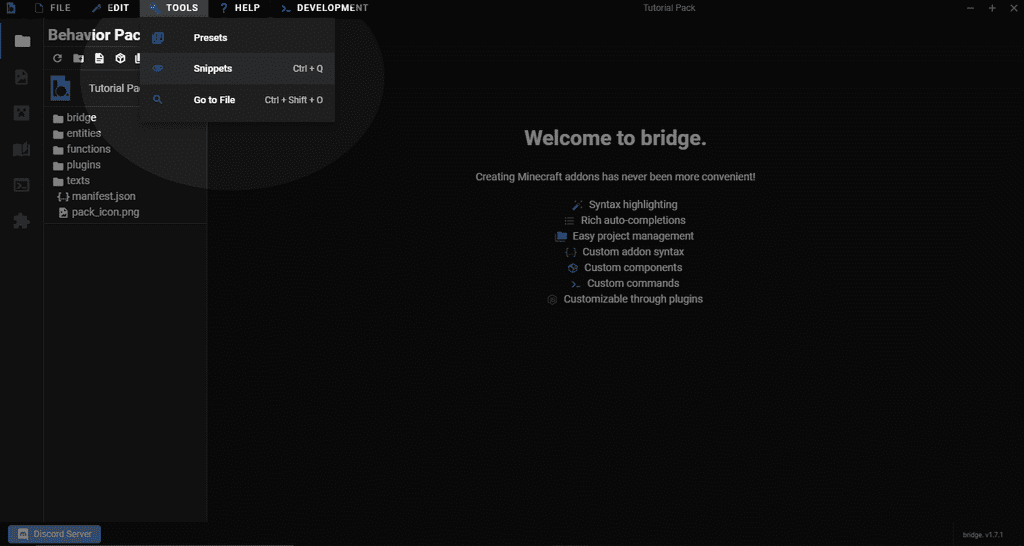 FILE EDIT TOOLS HELP DEVELOPMENT Tutorial Pack
Behavior Pac
Presets
Snippets Ctrl + Q
Go to File Ctrl + Shift + O
Tutorial Pa
bridge
entities
functions
plugins
texts
{..} manifest.json
pack_icon.png
Welcome to bridge.
Creating Minecraft addons has never been more convenient!
Syntax highlighting
Rich auto-completions
Easy project management
Custom addon syntax
Custom components
Custom commands
Customizable through plugins
Discord Server
bridge. v1.7.1